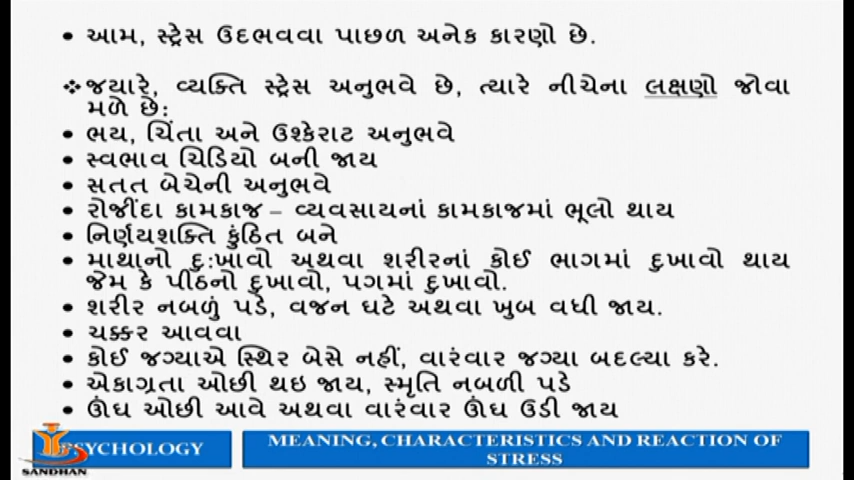 • આમ, સ્ટ્રેસ ઉદભવવા પાછળ અનેક કારણો છે.
❖જયારે, વ્યક્તિ સ્ટ્રેસ અનુભવે છે, ત્યારે નીચેના લક્ષણો જોવા
મળે છે:
• ભય, ચિંતા અને ઉશ્કેરાટ અનુભવે
• સ્વભાવ ચિડિયો બની જાય
• સતત બેચેની અનુભવે
• રોજીંદા કામકાજ – વ્યવસાયનાં કામકાજમાં ભૂલો થાય
• નિર્ણયશક્તિ કુંઠિત બને
• માથાનો દુ:ખાવો અથવા શરીરનાં કોઈ ભાગમાં દુખાવો થાય
જેમ કે પીઠનો દુખાવો, પગમાં દુખાવો.
• શરીર નબળું પડે, વજન ઘટે અથવા ખુબ વધી જાય.
• ચક્કર આવવા
• કોઈ જગ્યાએ સ્થિર બેસે નહીં, વારંવાર જગ્યા બદલ્યા કરે.
• એકાગ્રતા ઓછી થઇ જાય, સ્મૃતિ નબળી પડે
• ઊંઘ ઓછી આવે અથવા વારંવાર ઊંઘ ઉડી જાય
PSYCHOLOGY
MEANING, CHARACTERISTICS AND REACTION OF
STRESS
SANDHAN